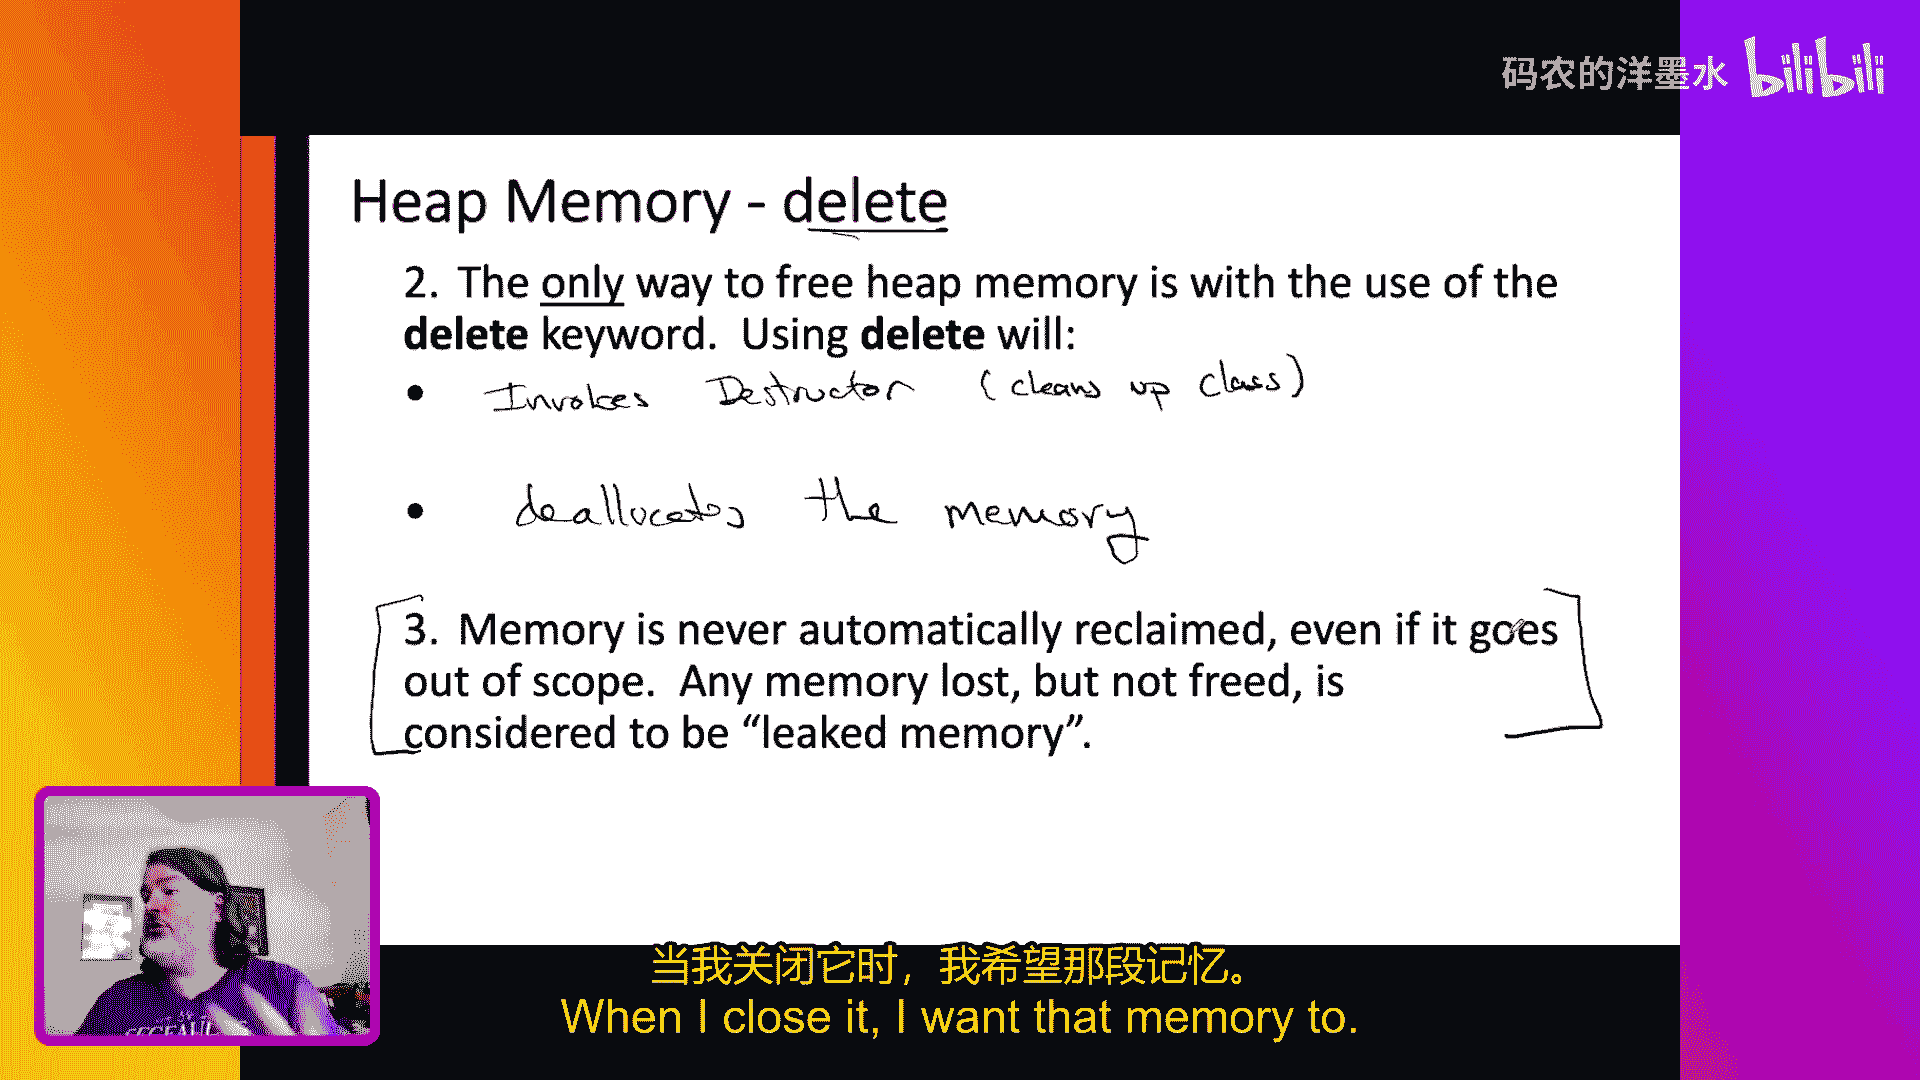 码农的洋墨水 bilibili
Heap Memory - delete
2. The only way to free heap memory is with the use of the
delete keyword. Using delete will:
• Invokes Destructor (cleans up class)
• deallocates the memory
3. Memory is never automatically reclaimed, even if it goes
out of scope. Any memory lost, but not freed, is
considered to be “leaked memory”.
当我关闭它时，我希望那段记忆。
When I close it, I want that memory to.